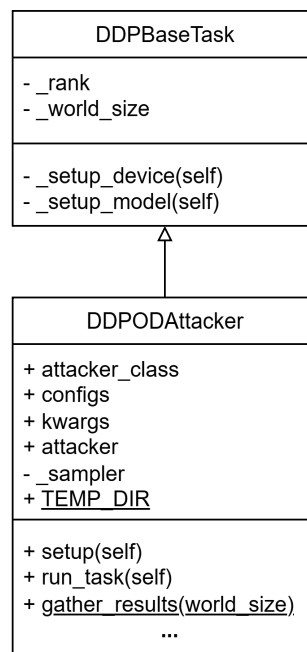 DDPBaseTask
- _rank
- _world_size
- _setup_device(self)
- _setup_model(self)
DDPODAttacker
+ attacker_class
+ configs
+ kwargs
+ attacker
- _sampler
+ TEMP_DIR
+ setup(self)
+ run_task(self)
+ gather_results(world_size)
...